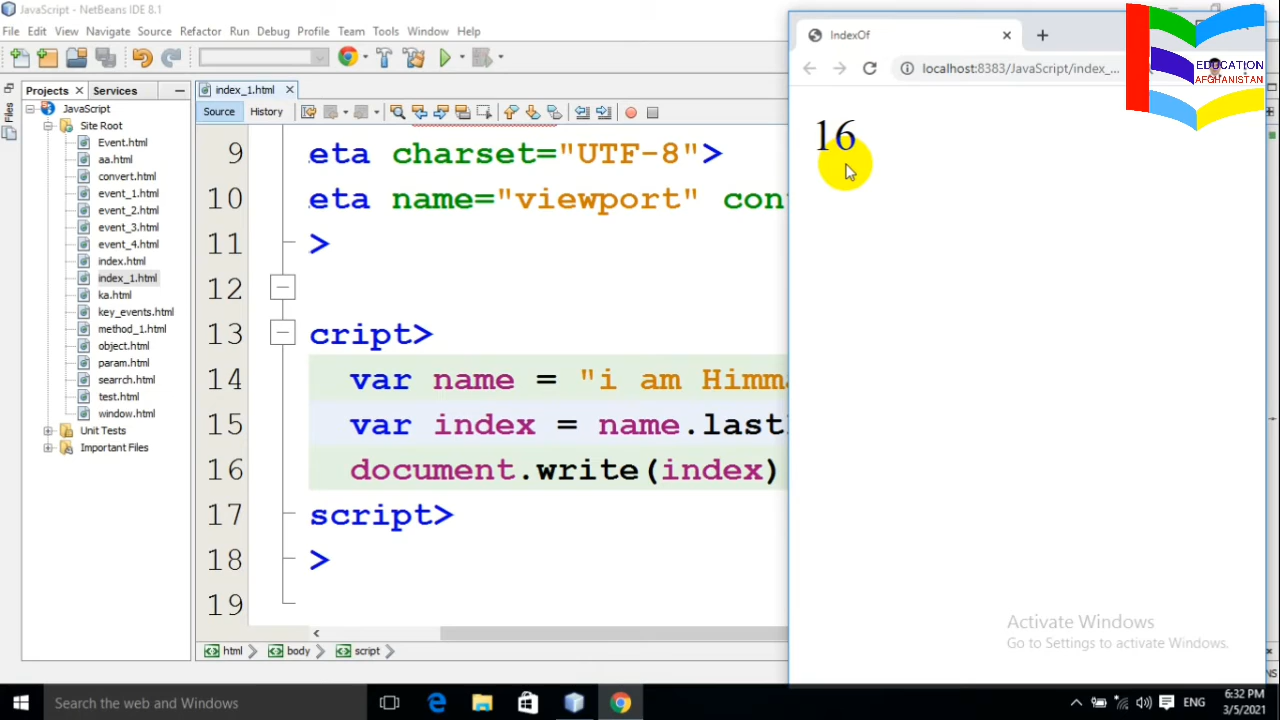 JavaScript - NetBeans IDE 8.1
File Edit View Navigate Source Refactor Run Debug Profile Team Tools Window Help
Projects Services
Files
JavaScript
Site Root
Event.html
aa.html
convert.html
event_1.html
event_2.html
event_3.html
event_4.html
index.html
index_1.html
ka.html
key_events.html
method_1.html
object.html
param.html
searrch.html
test.html
window.html
Unit Tests
Important Files
index_1.html
Source History
9 eta charset="UTF-8">
10 eta name="viewport" con
11 >
12
13 cript>
14 var name = "i am Himm
15 var index = name.last
16 document.write(index)
17 script>
18 >
19
html body script
IndexOf
localhost:8383/JavaScript/index_...
16
EDUCATION
AFGHANISTAN
Activate Windows
Go to Settings to activate Windows.
Search the web and Windows
ENG
6:32 PM
3/5/2021